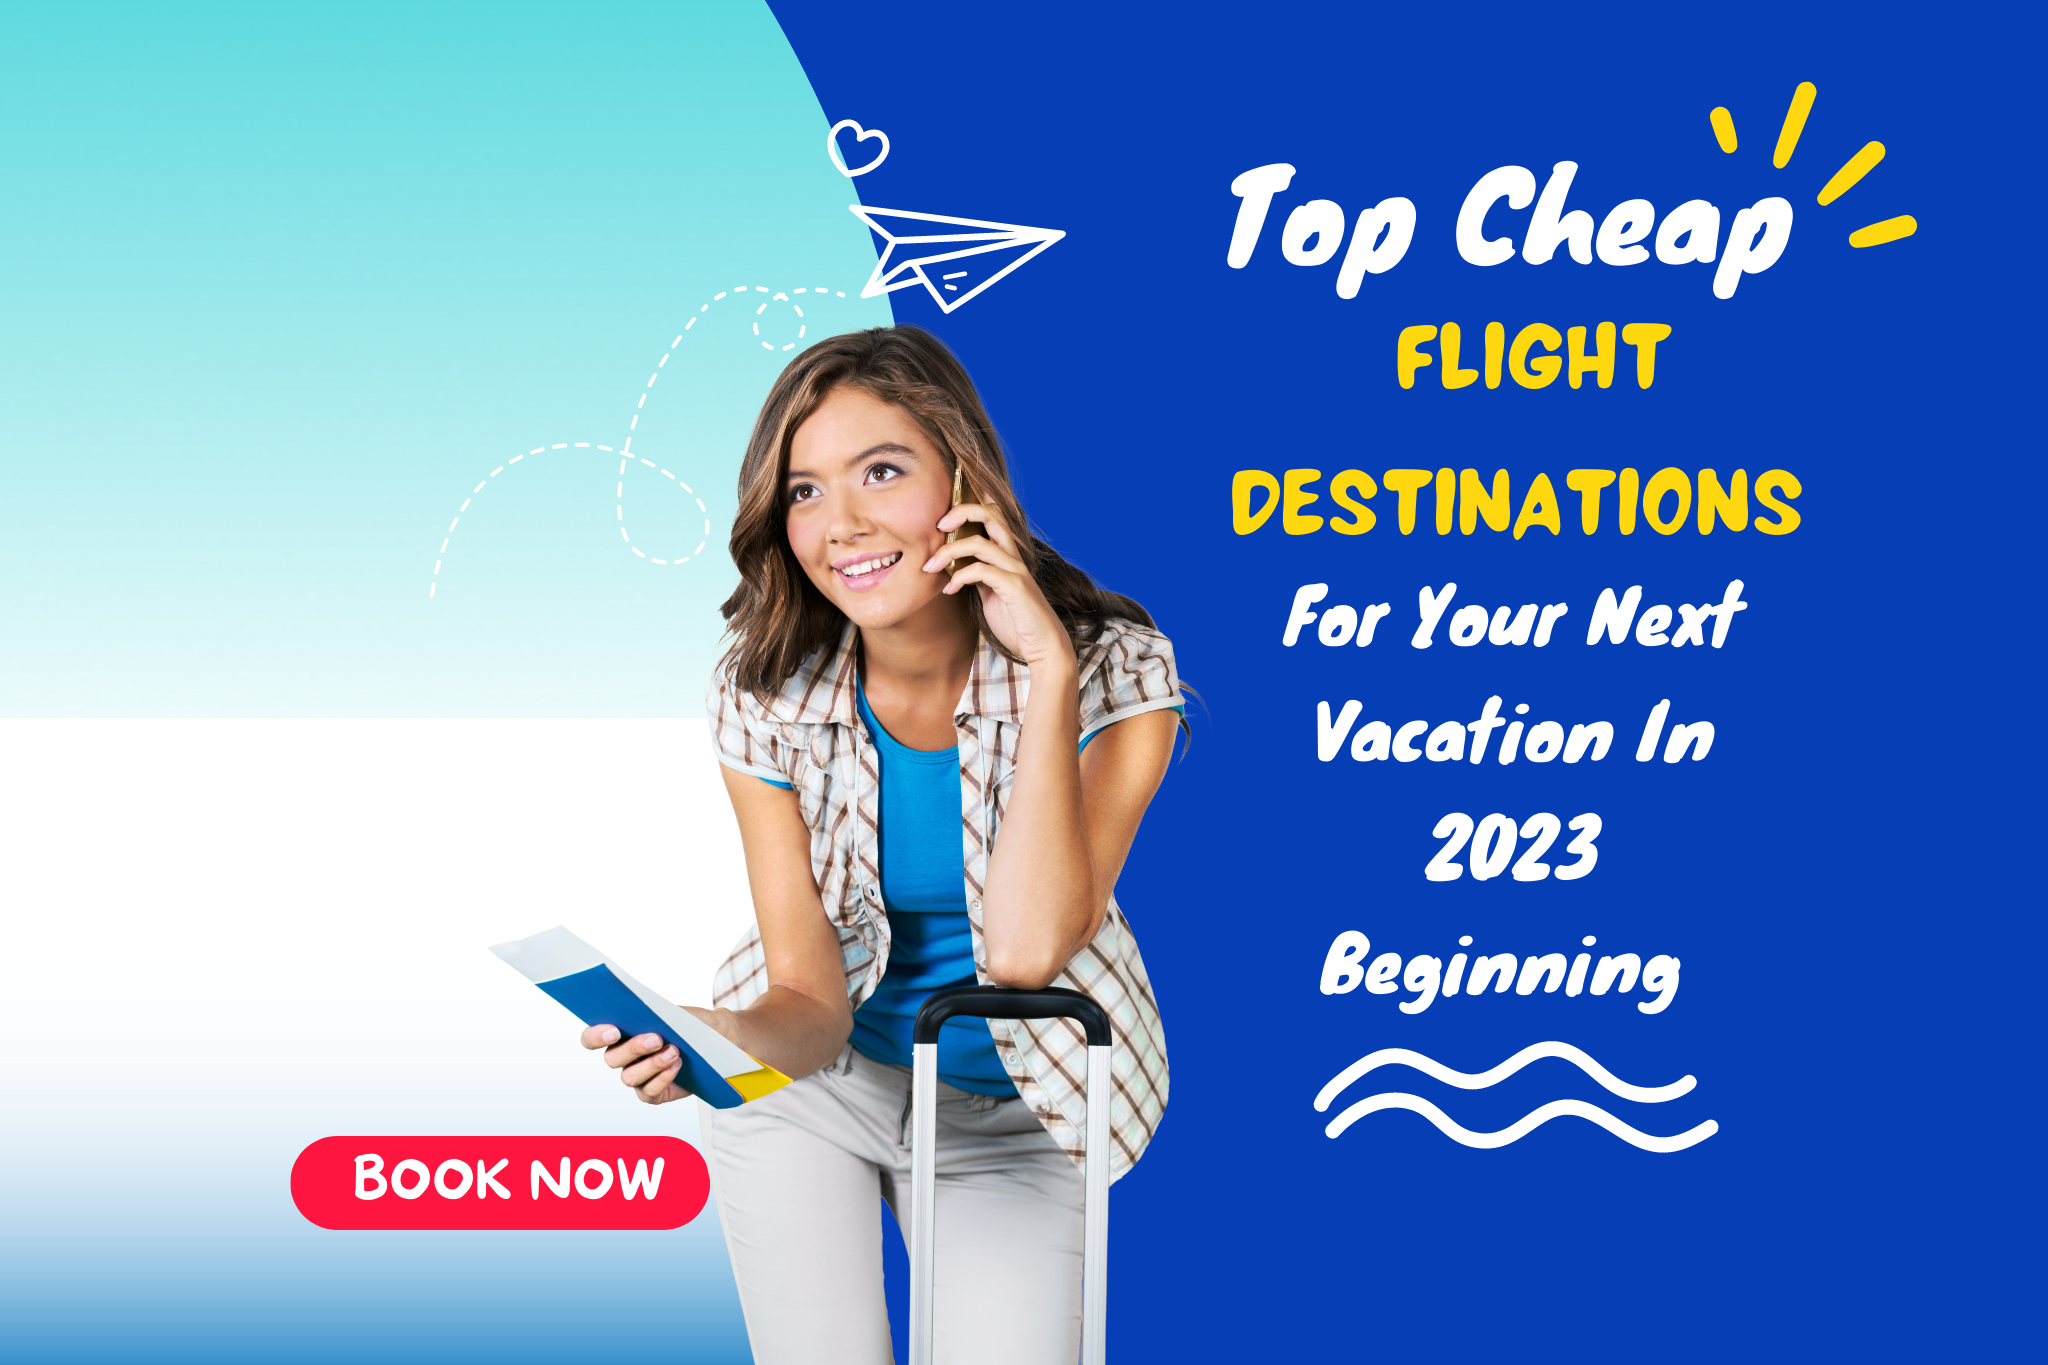 Top Cheap
FLIGHT
DESTINATIONS
For Your Next
Vacation In
2023
Beginning
BOOK NOW